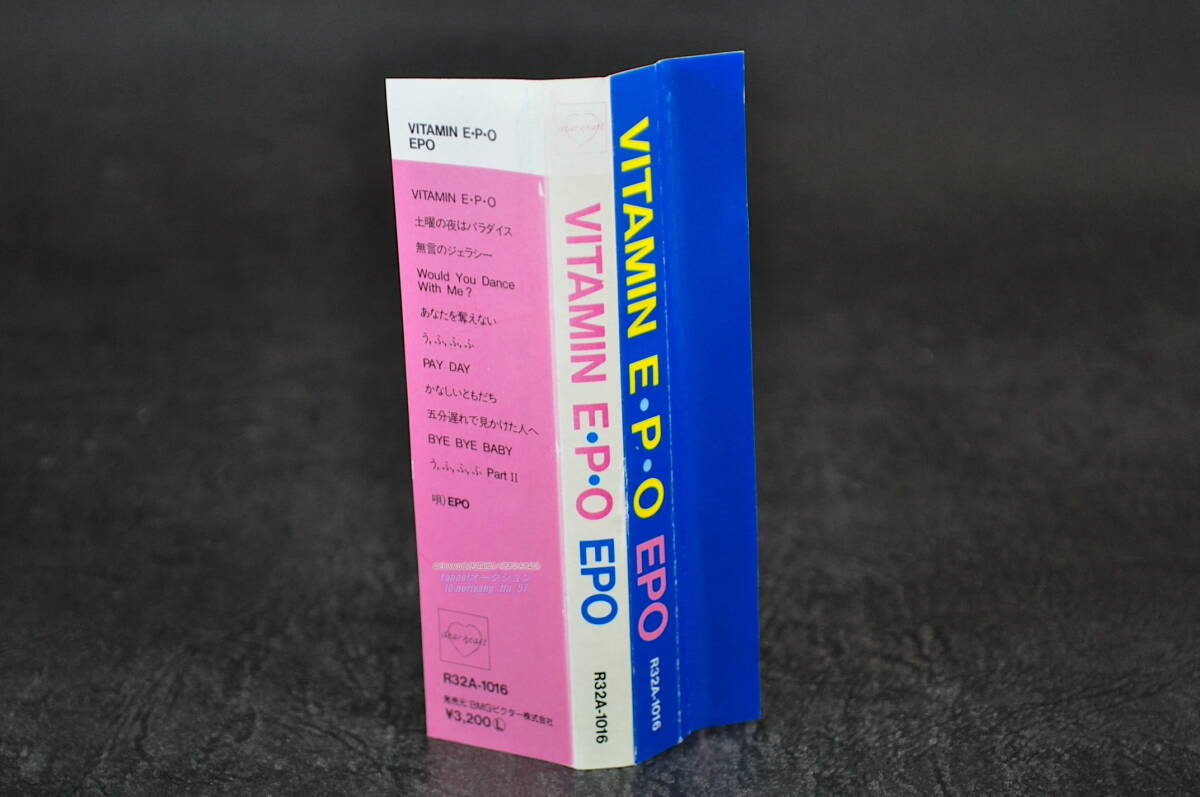 VITAMIN E•P•O
EPO
VITAMIN E•P•O
土曜の夜はパラダイス
無言のジェラシー
Would You Dance
With Me?
あなたを奪えない
う,ふ,ふ,ふ
PAY DAY
かなしいともだち
五分遅れで見かけた人へ
BYE BYE BABY
う,ふ,ふ,ふ Part II
唄) EPO
dear heart
R32A-1016
発売元 BMGビクター株式会社
¥3,200 Ⓛ
VITAMIN E•P•O EPO
R32A-1016
VITAMIN E•P•O EPO
R32A-1016